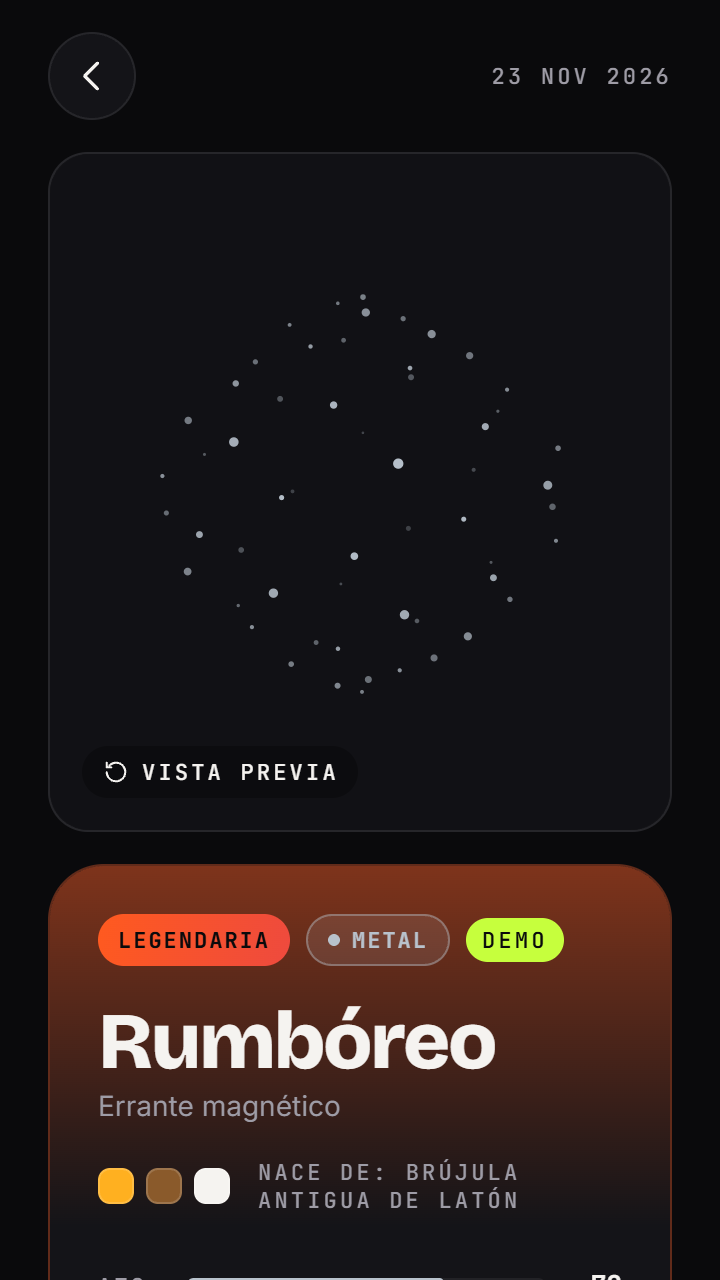 23 NOV 2026
VISTA PREVIA
LEGENDARIA
METAL
DEMO
Rumbóreo
Errante magnético
NACE DE: BRÚJULA
ANTIGUA DE LATÓN